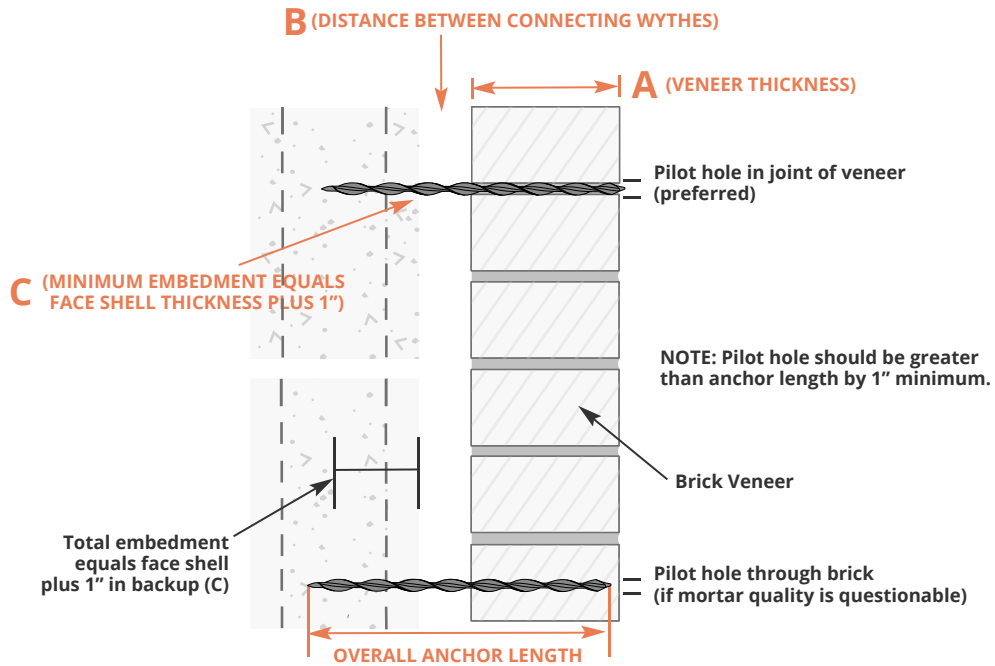 B (DISTANCE BETWEEN CONNECTING WYTHES)
A (VENEER THICKNESS)
Pilot hole in joint of veneer
(preferred)
C (MINIMUM EMBEDMENT EQUALS
FACE SHELL THICKNESS PLUS 1”)
NOTE: Pilot hole should be greater
than anchor length by 1” minimum.
Brick Veneer
Total embedment
equals face shell
plus 1” in backup (C)
Pilot hole through brick
(if mortar quality is questionable)
OVERALL ANCHOR LENGTH